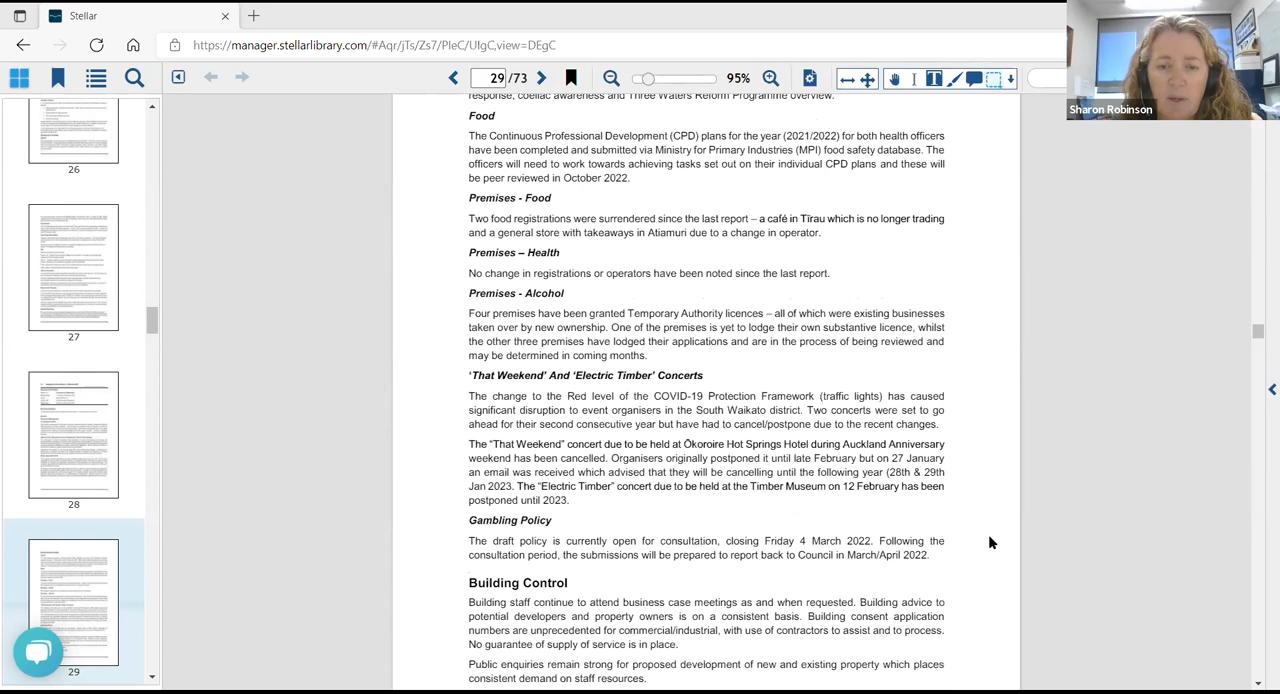 Stellar
https://manager.stellarlibrary.com/#Aqr/jTs/Zs7/PIeC/UIgC,view=DEgC
29 /73
95%
Sharon Robinson
26
27
28
29
response, coeliac awareness and Three Waters Reform Programme overview.
Food
The Continuous Professional Development (CPD) plans for the year (2021/2022) for both health officers
have been completed and submitted via Ministry for Primary Industries (MPI) food safety database. The
officers will need to work towards achieving tasks set out on their individual CPD plans and these will
be peer reviewed in October 2022.
Premises - Food
Two food registrations were surrendered since the last report – a café in Tīrau which is no longer trading
and a general store with takeaways in Atiamuri due to a change in operator.
Premises – Health
No change in registrations or operators have been noted since the last report.
Premises - Alcohol
Four premises have been granted Temporary Authority licences – all of which were existing businesses
taken over by new ownership. One of the premises is yet to lodge their own substantive licence, whilst
the other three premises have lodged their applications and are in the process of being reviewed and
may be determined in coming months.
‘That Weekend’ And ‘Electric Timber’ Concerts
The change to the Red level of the COVID-19 Protection Framework (traffic lights) has caused
significant disruption to event organises in the South Waikato district. Two concerts were set to go
ahead for their second consecutive year but have had to cancel/postpone due to the recent changes.
The “That Weekend” concert due to be held at Ōkoroire Hot Springs Hotel during Auckland Anniversary
weekend has been cancelled. Organisers originally postponed it until late February but on 27 January
an email was received which advised that they will be cancelling until the following year (28th & 29th
Jan 2023. The “Electric Timber” concert due to be held at the Timber Museum on 12 February has been
postponed until 2023.
Gambling Policy
The draft policy is currently open for consultation, closing Friday 4 March 2022. Following the
consultation period, the submissions will be prepared to report back to Council in March/April 2022.
Building Control
Building staff continue to attend business case meetings as and when requested. Building advice to
potential developers and property owners is on a consistent basis. Building consent application
numbers are unprecedented for commercial/industrial, with use of contractors to assist and to process.
No guarantee of supply of service is in place.
Public enquiries remain strong for proposed development of new and existing property which places
consistent demand on staff resources.